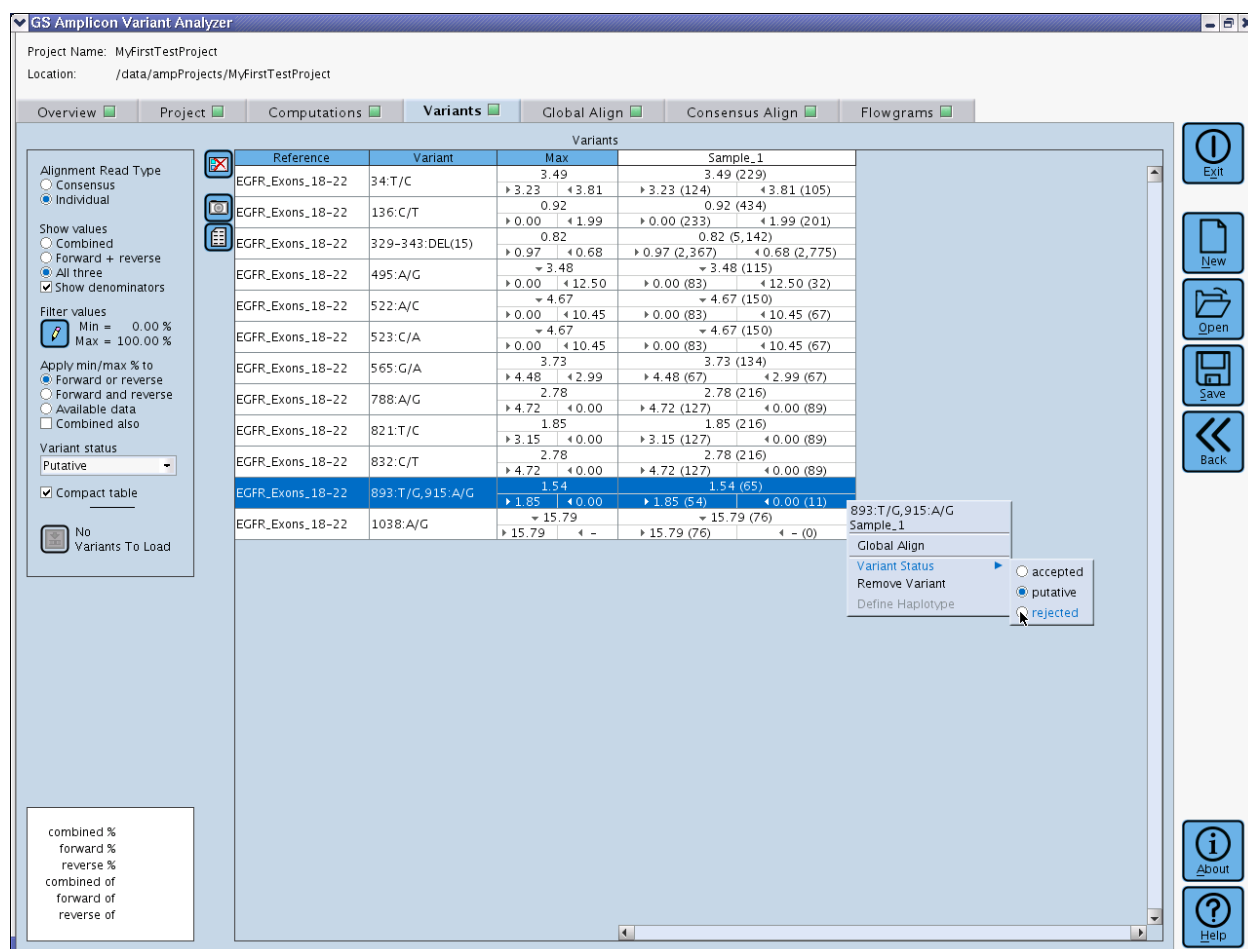 GS Amplicon Variant Analyzer
Project Name: MyFirstTestProject
Location: /data/ampProjects/MyFirstTestProject
Overview Project Computations Variants Global Align Consensus Align Flowgrams
Variants
Alignment Read Type
Consensus
Individual
Show values
Combined
Forward + reverse
All three
Show denominators
Filter values
Min = 0.00 %
Max = 100.00 %
Apply min/max % to
Forward or reverse
Forward and reverse
Available data
Combined also
Variant status
Putative
Compact table
No
Variants To Load
Reference Variant Max Sample_1
EGFR_Exons_18-22 34:T/C 3.49 3.49 (229)
3.23 3.81 3.23 (124) 3.81 (105)
EGFR_Exons_18-22 136:C/T 0.92 0.92 (434)
0.00 1.99 0.00 (233) 1.99 (201)
EGFR_Exons_18-22 329-343:DEL(15) 0.82 0.82 (5,142)
0.97 0.68 0.97 (2,367) 0.68 (2,775)
EGFR_Exons_18-22 495:A/G 3.48 3.48 (115)
0.00 12.50 0.00 (83) 12.50 (32)
EGFR_Exons_18-22 522:A/C 4.67 4.67 (150)
0.00 10.45 0.00 (83) 10.45 (67)
EGFR_Exons_18-22 523:C/A 4.67 4.67 (150)
0.00 10.45 0.00 (83) 10.45 (67)
EGFR_Exons_18-22 565:G/A 3.73 3.73 (134)
4.48 2.99 4.48 (67) 2.99 (67)
EGFR_Exons_18-22 788:A/G 2.78 2.78 (216)
4.72 0.00 4.72 (127) 0.00 (89)
EGFR_Exons_18-22 821:T/C 1.85 1.85 (216)
3.15 0.00 3.15 (127) 0.00 (89)
EGFR_Exons_18-22 832:C/T 2.78 2.78 (216)
4.72 0.00 4.72 (127) 0.00 (89)
EGFR_Exons_18-22 893:T/G,915:A/G 1.54 1.54 (65)
1.85 0.00 1.85 (54) 0.00 (11)
EGFR_Exons_18-22 1038:A/G 15.79 15.79 (76)
15.79 - 15.79 (76) - (0)
893:T/G,915:A/G
Sample_1
Global Align
Variant Status
Remove Variant
Define Haplotype
accepted
putative
rejected
combined %
forward %
reverse %
combined of
forward of
reverse of
Exit
New
Open
Save
Back
About
Help